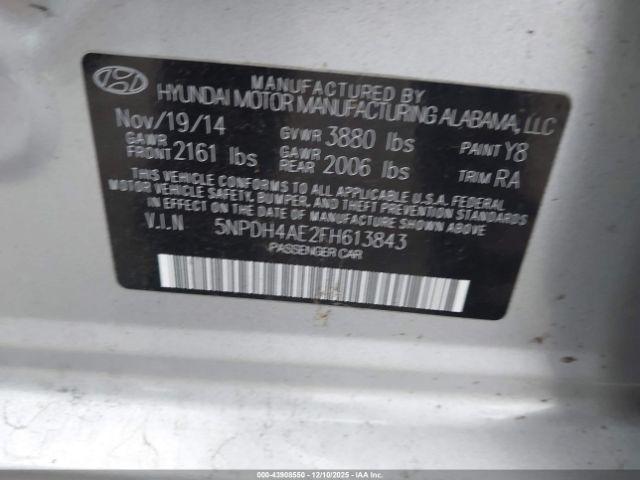 MANUFACTURED BY
HYUNDAI MOTOR MANUFACTURING ALABAMA, LLC
Nov/19/14 GVWR 3880 lbs PAINT Y8
GAWR FRONT 2161 lbs GAWR REAR 2006 lbs TRIM RA
THIS VEHICLE CONFORMS TO ALL APPLICABLE U.S.A. FEDERAL
MOTOR VEHICLE SAFETY, BUMPER, AND THEFT PREVENTION STANDARDS
IN EFFECT ON THE DATE OF MANUFACTURE SHOWN ABOVE
V.I.N 5NPDH4AE2FH613843
PASSENGER CAR
000-43908550 - 12/10/2025 - IAAI.COM